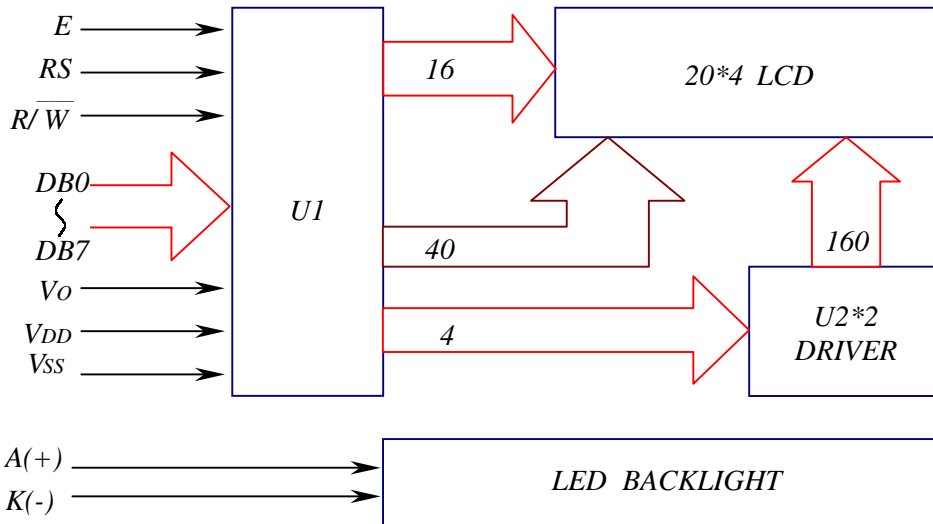 E
RS
R/W̅
DB0
DB7
VO
VDD
VSS
U1
16
40
4
20*4 LCD
160
U2*2
DRIVER
A(+)
K(-)
LED BACKLIGHT